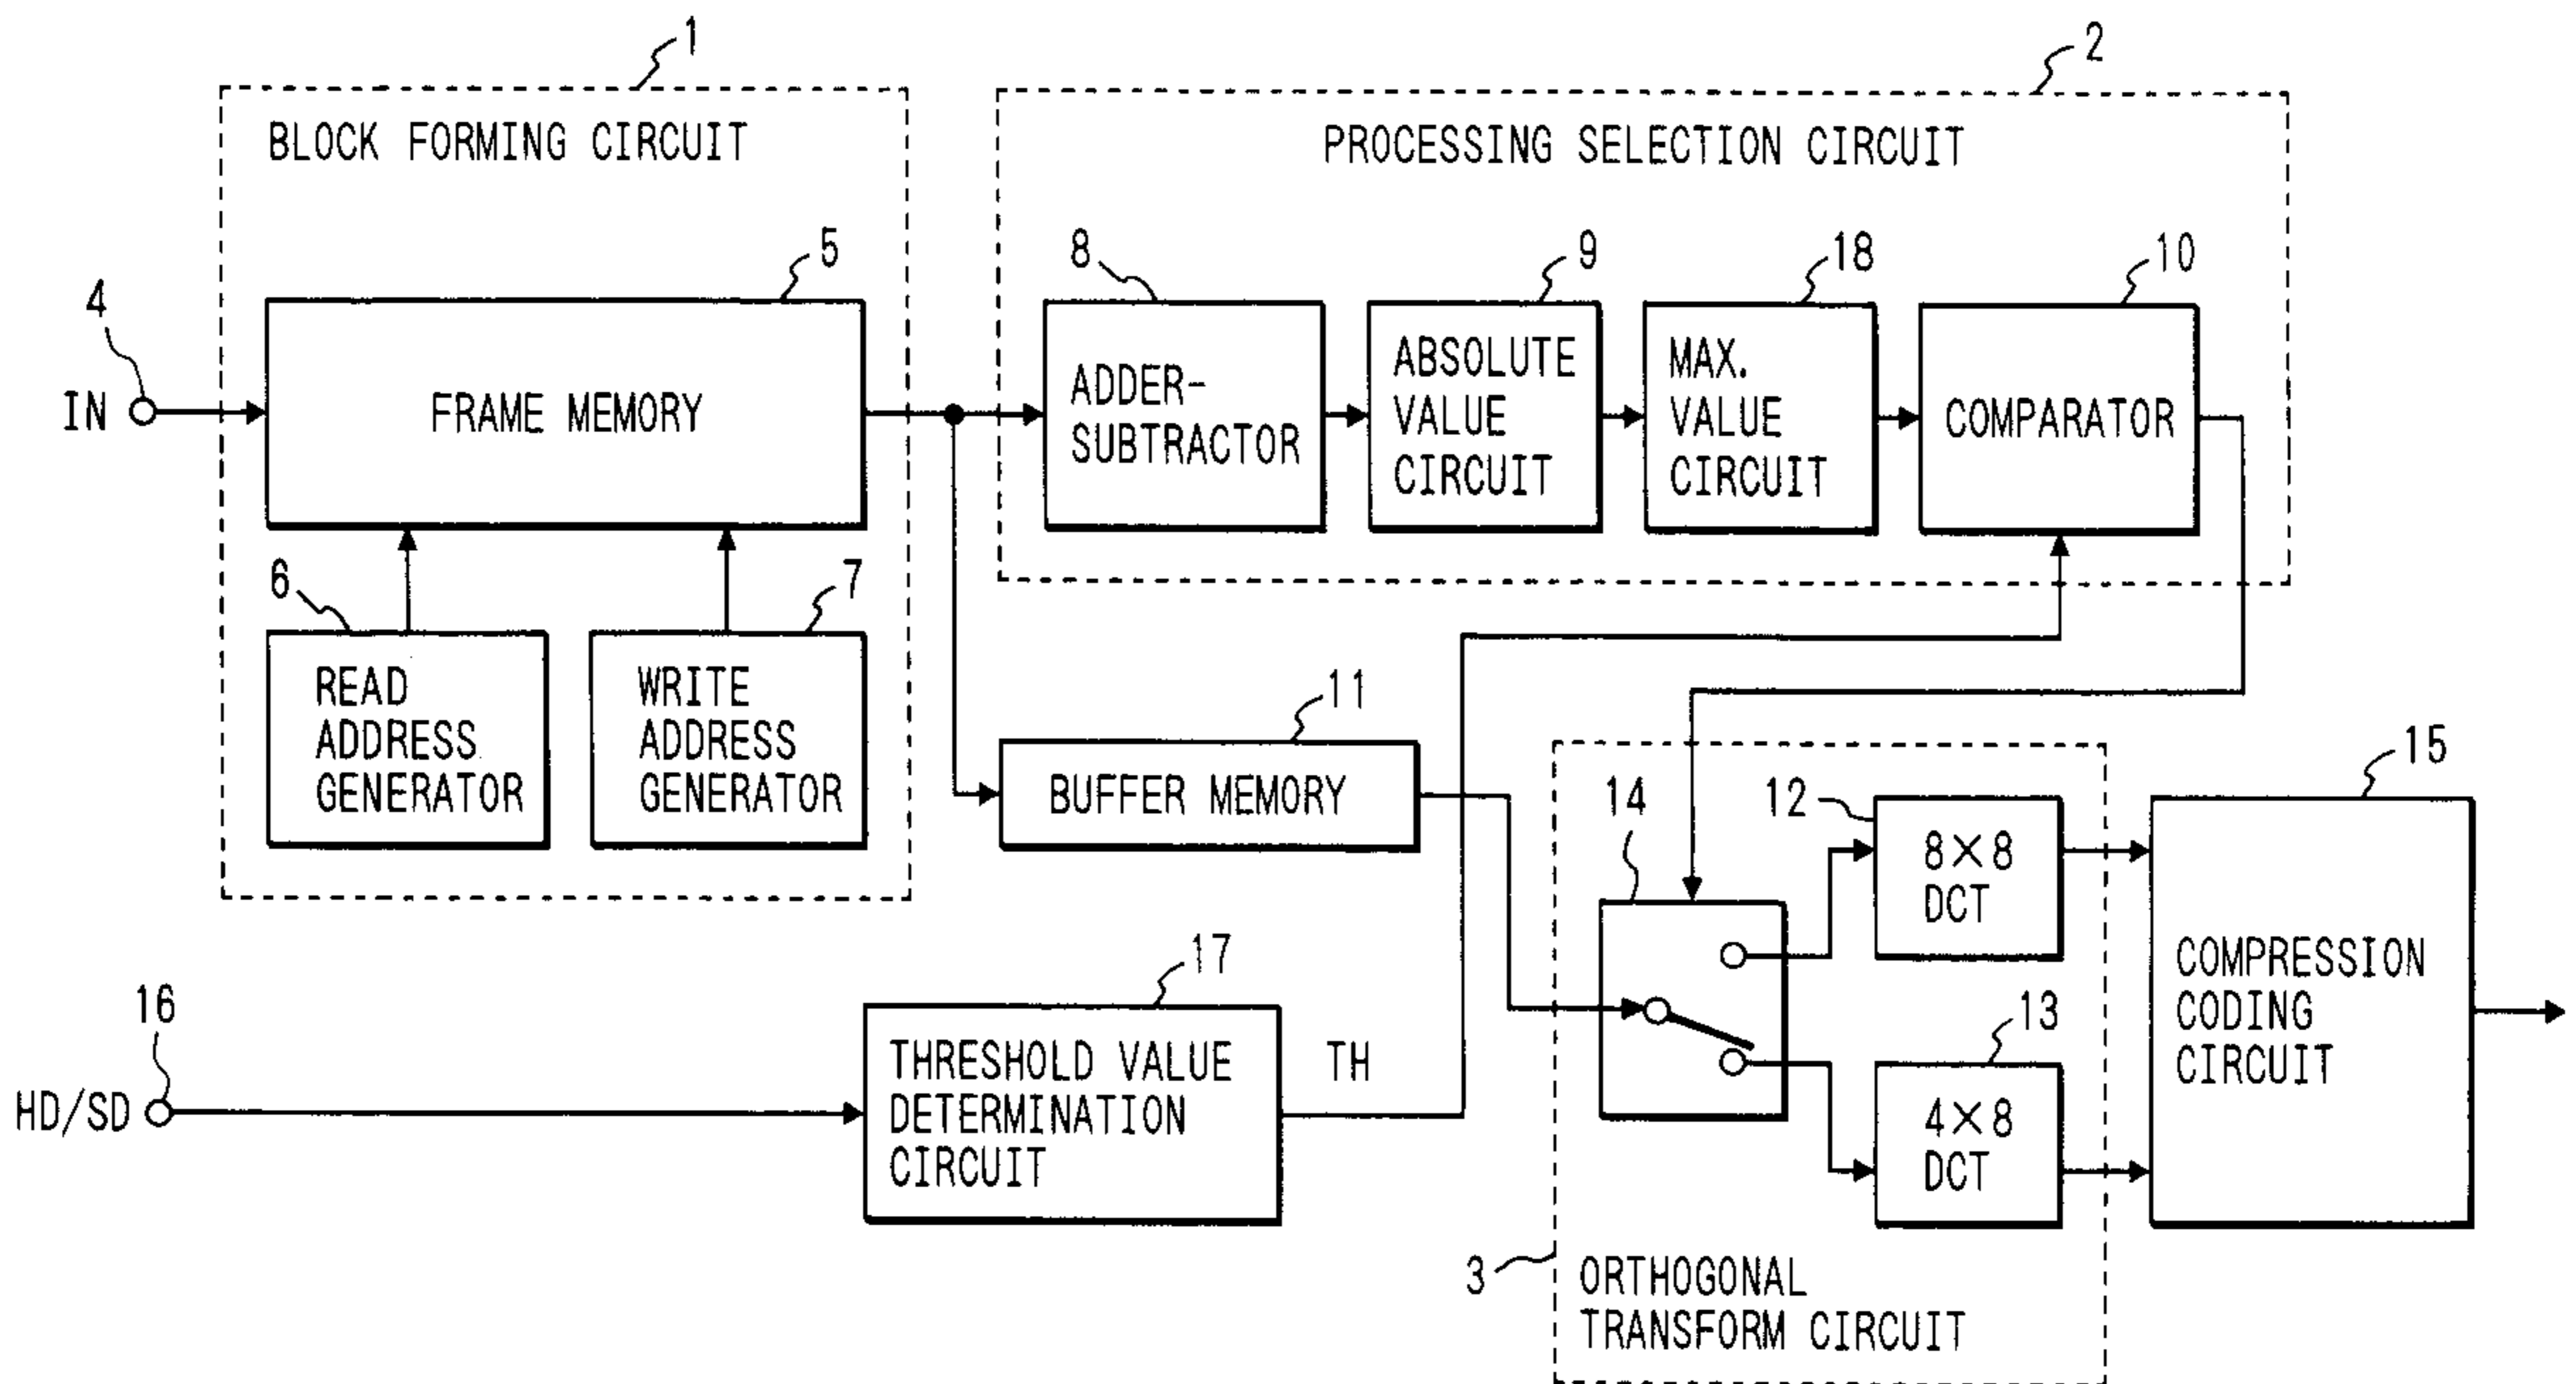 1
2
BLOCK FORMING CIRCUIT
PROCESSING SELECTION CIRCUIT
4
5
8
9
18
10
IN
FRAME MEMORY
ADDER-
SUBTRACTOR
ABSOLUTE
VALUE
CIRCUIT
MAX.
VALUE
CIRCUIT
COMPARATOR
6
7
READ
ADDRESS
GENERATOR
WRITE
ADDRESS
GENERATOR
11
BUFFER MEMORY
14
12
8×8
DCT
15
COMPRESSION
CODING
CIRCUIT
16
HD/SD
17
THRESHOLD VALUE
DETERMINATION
CIRCUIT
TH
13
4×8
DCT
3
ORTHOGONAL
TRANSFORM CIRCUIT